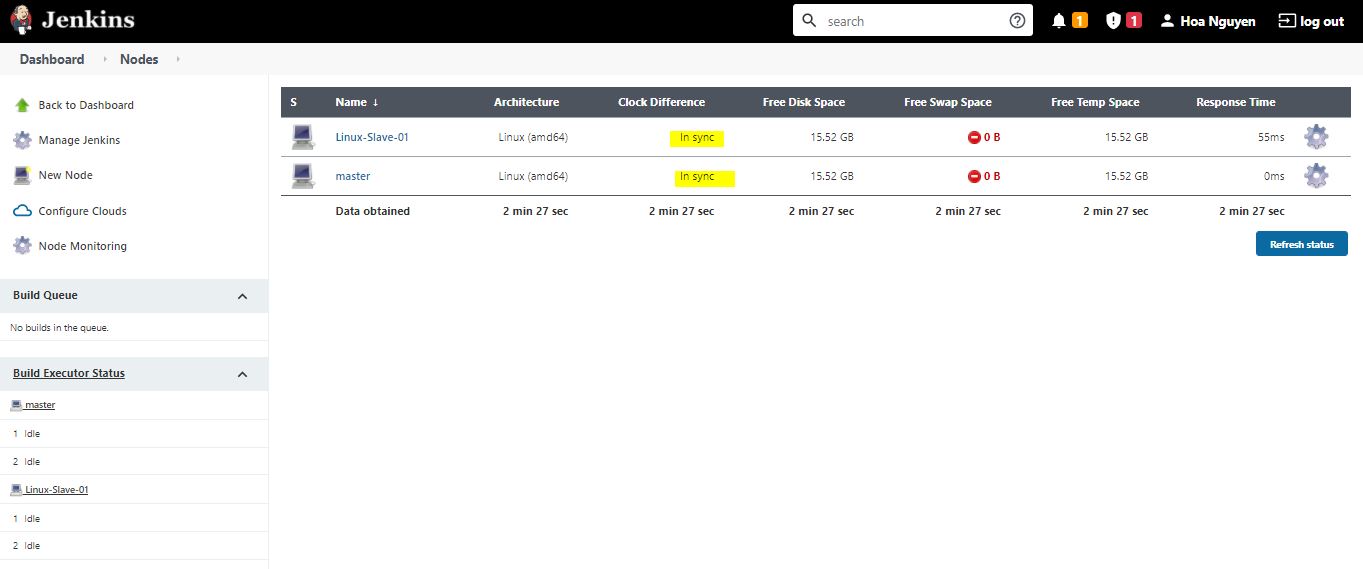 Jenkins search 1 1 Hoa Nguyen log out
Dashboard Nodes
Back to Dashboard
Manage Jenkins
New Node
Configure Clouds
Node Monitoring
Build Queue
No builds in the queue.
Build Executor Status
master
1 Idle
2 Idle
Linux-Slave-01
1 Idle
2 Idle
S Name ↓ Architecture Clock Difference Free Disk Space Free Swap Space Free Temp Space Response Time
Linux-Slave-01 Linux (amd64) In sync 15.52 GB 0 B 15.52 GB 55ms
master Linux (amd64) In sync 15.52 GB 0 B 15.52 GB 0ms
Data obtained 2 min 27 sec 2 min 27 sec 2 min 27 sec 2 min 27 sec 2 min 27 sec 2 min 27 sec
Refresh status